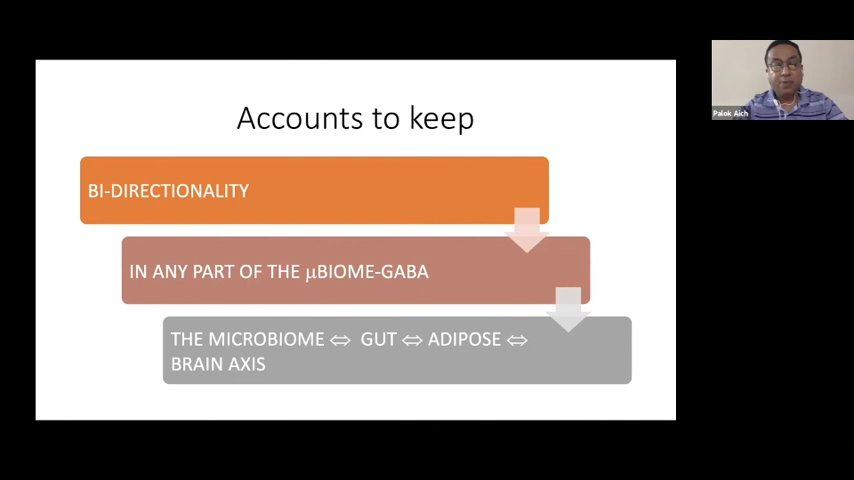 Accounts to keep
BI-DIRECTIONALITY
IN ANY PART OF THE µBIOME-GABA
THE MICROBIOME ⇔ GUT ⇔ ADIPOSE ⇔
BRAIN AXIS
Palok Aich